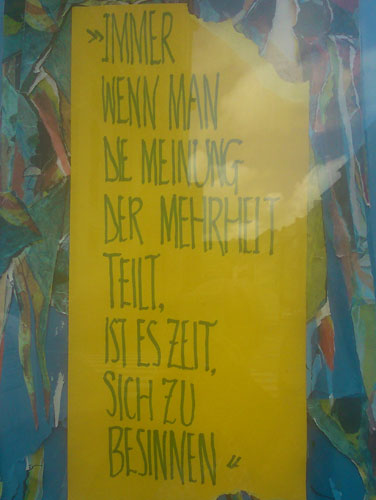 »IMMER
WENN MAN
DIE MEINUNG
DER MEHRHEIT
TEILT,
IST ES ZEIT,
SICH ZU
BESINNEN«